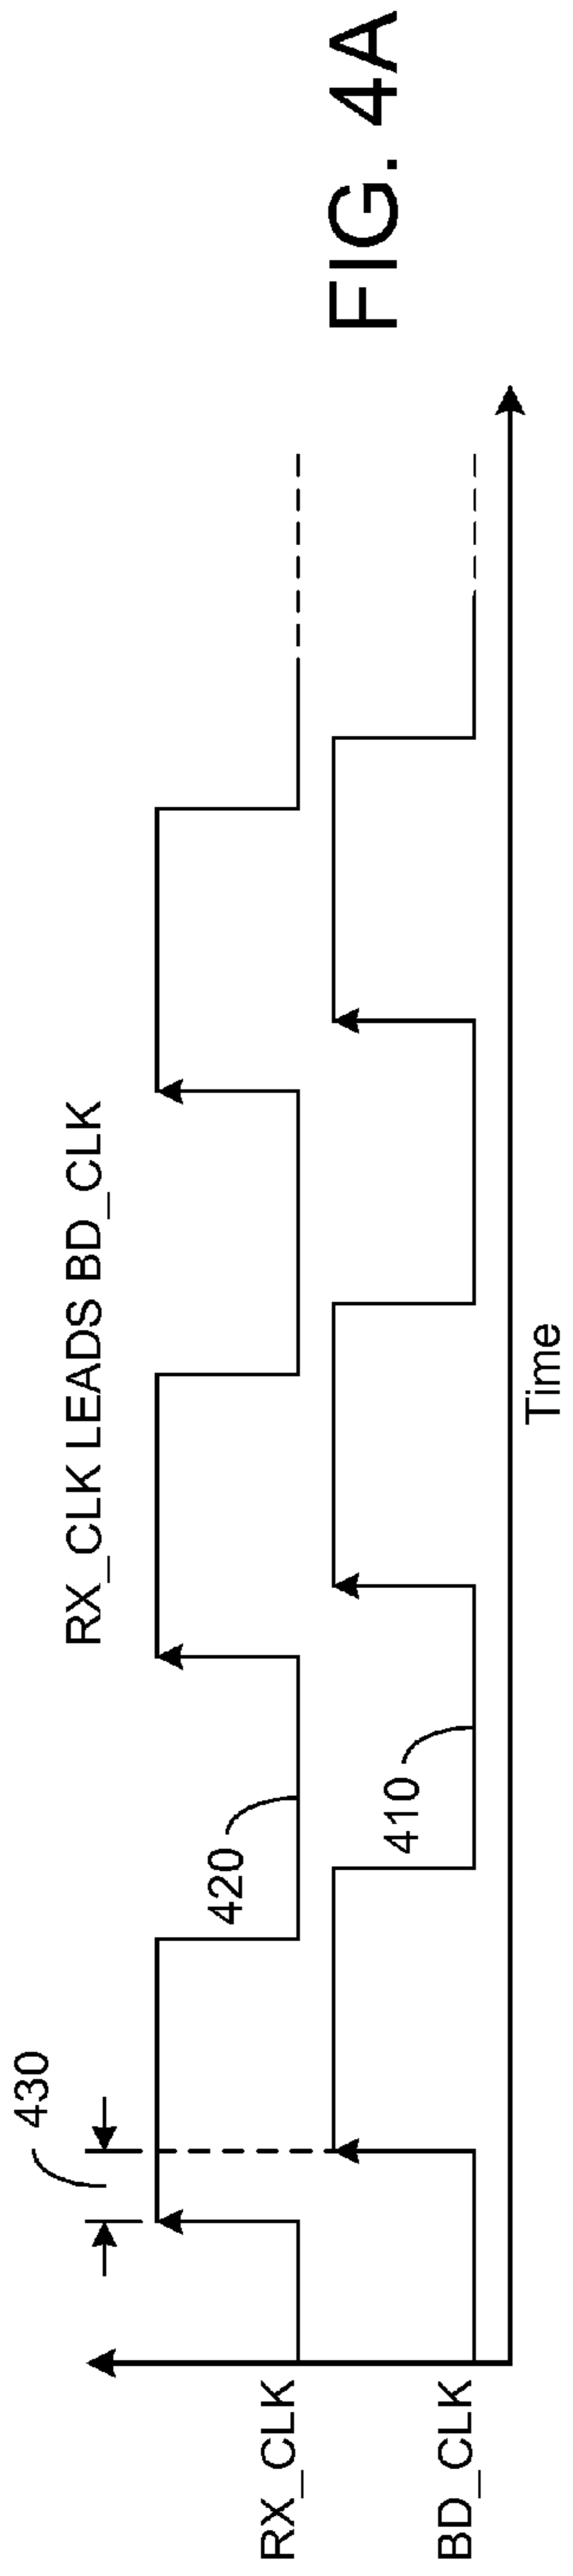 430
RX_CLK LEADS BD_CLK
RX_CLK
420
BD_CLK
410
Time
FIG. 4A